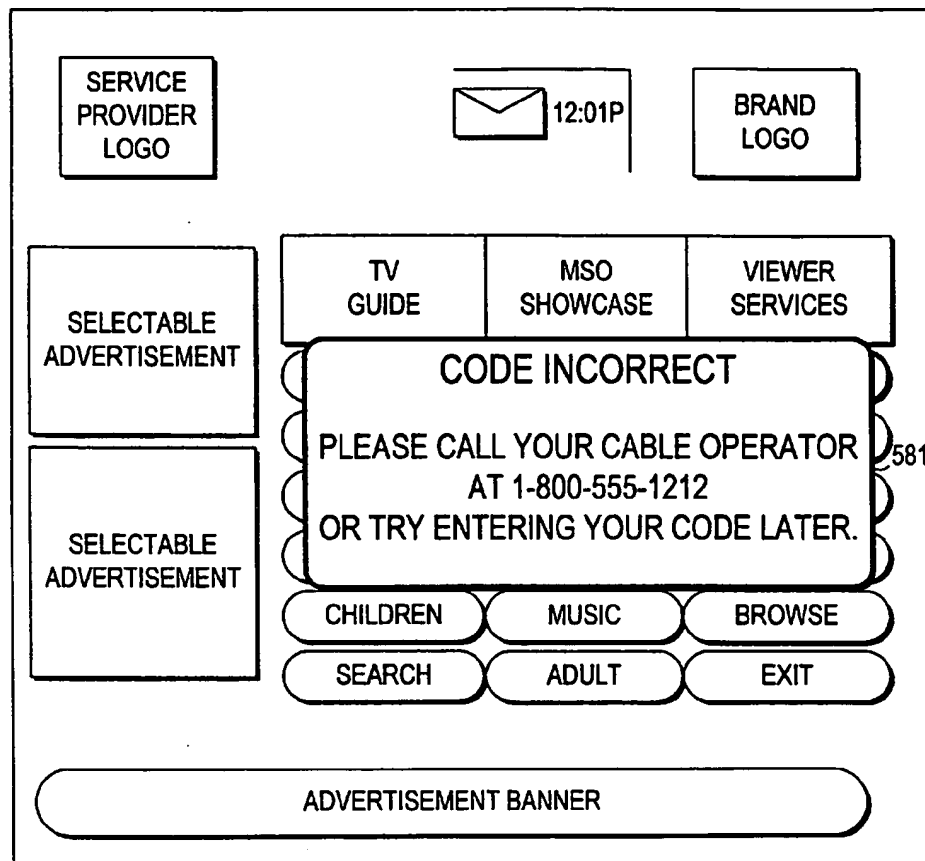 SERVICE
PROVIDER
LOGO
12:01P
BRAND
LOGO
TV
GUIDE
MSO
SHOWCASE
VIEWER
SERVICES
SELECTABLE
ADVERTISEMENT
CODE INCORRECT
PLEASE CALL YOUR CABLE OPERATOR
AT 1-800-555-1212
OR TRY ENTERING YOUR CODE LATER.
581
SELECTABLE
ADVERTISEMENT
CHILDREN
MUSIC
BROWSE
SEARCH
ADULT
EXIT
ADVERTISEMENT BANNER